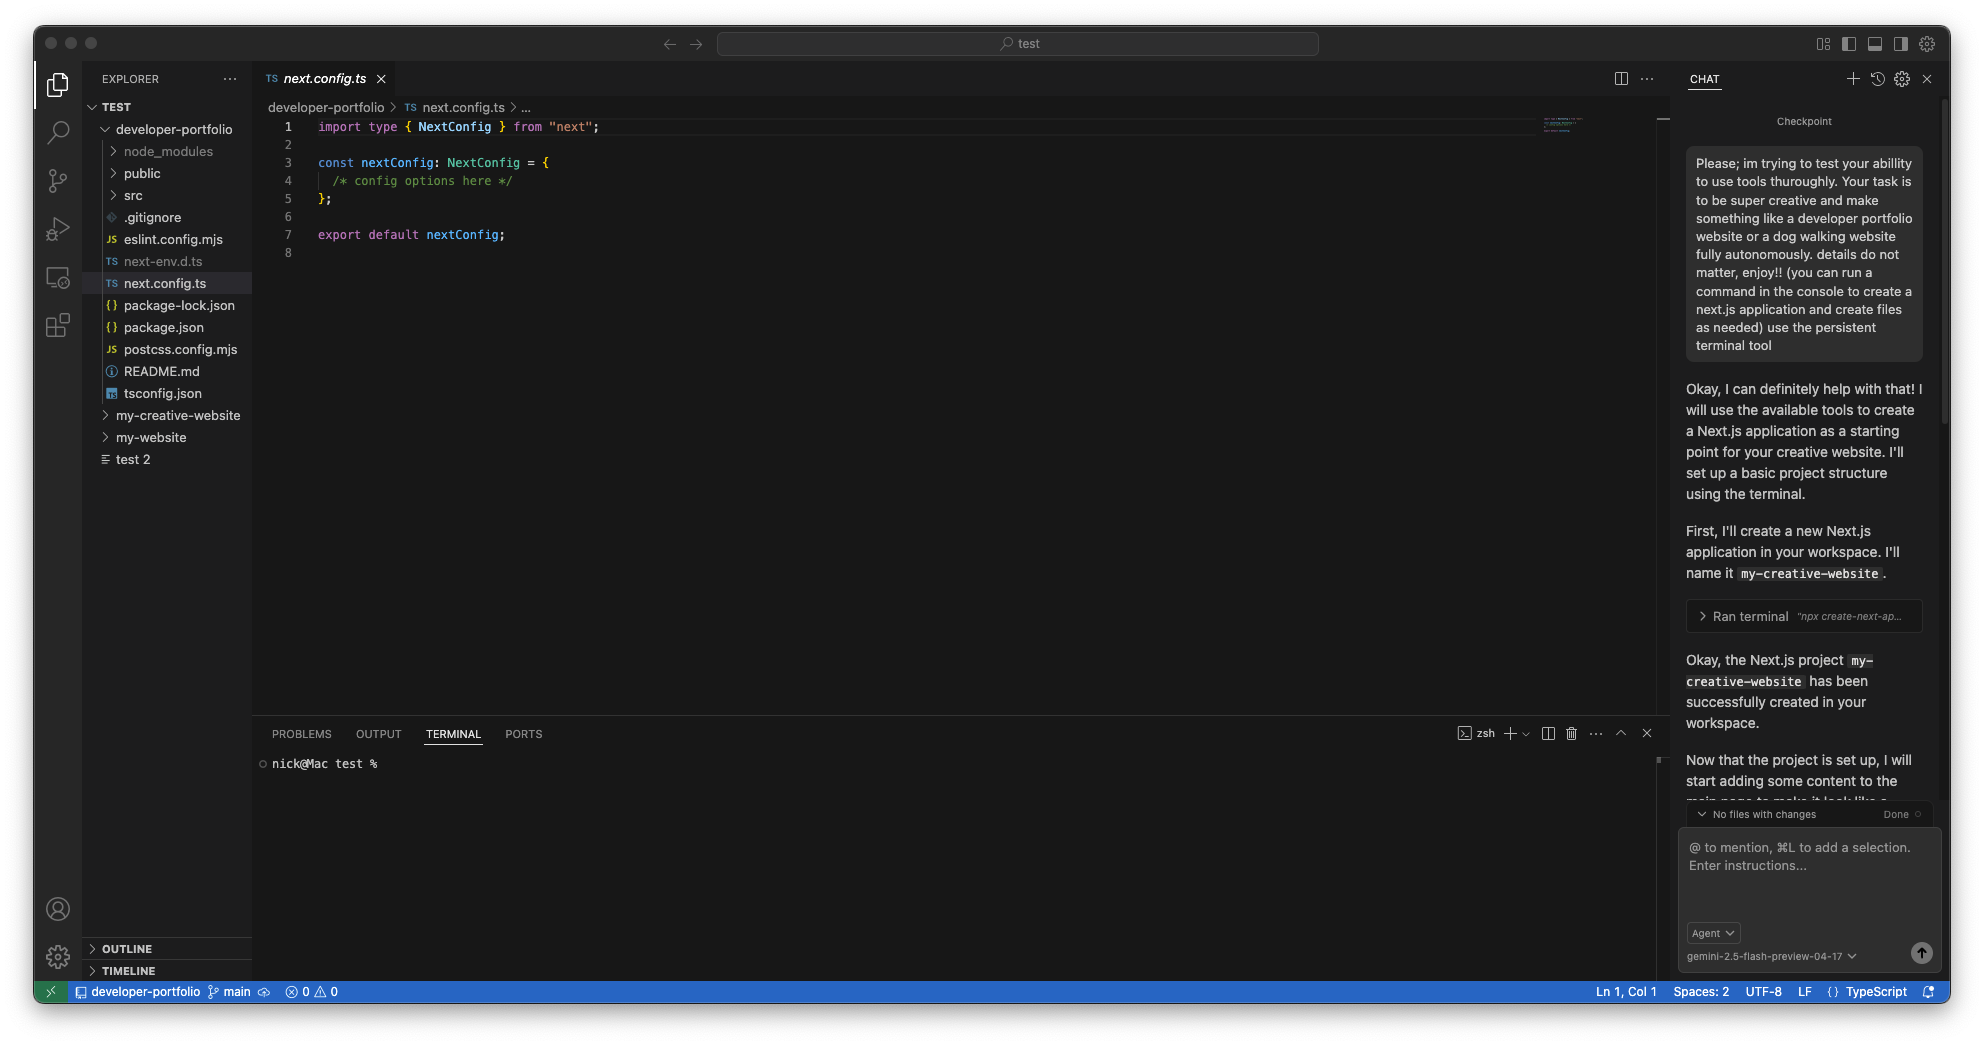 test
EXPLORER
TEST
developer-portfolio
node_modules
public
src
.gitignore
JS eslint.config.mjs
TS next-env.d.ts
TS next.config.ts
{} package-lock.json
{} package.json
JS postcss.config.mjs
README.md
TS tsconfig.json
my-creative-website
my-website
test 2
OUTLINE
TIMELINE
TS next.config.ts
developer-portfolio > TS next.config.ts > ...
1 import type { NextConfig } from "next";
2
3 const nextConfig: NextConfig = {
4 /* config options here */
5 };
6
7 export default nextConfig;
8
PROBLEMS OUTPUT TERMINAL PORTS
zsh
nick@Mac test %
CHAT
Checkpoint
Please; im trying to test your abillity
to use tools thuroughly. Your task is
to be super creative and make
something like a developer portfolio
website or a dog walking website
fully autonomously. details do not
matter, enjoy!! (you can run a
command in the console to create a
next.js application and create files
as needed) use the persistent
terminal tool
Okay, I can definitely help with that! I
will use the available tools to create
a Next.js application as a starting
point for your creative website. I'll
set up a basic project structure
using the terminal.
First, I'll create a new Next.js
application in your workspace. I'll
name it my-creative-website.
Ran terminal "npx create-next-ap...
Okay, the Next.js project my-
creative-website has been
successfully created in your
workspace.
Now that the project is set up, I will
start adding some content to the
main page to make it look like a
No files with changes Done
@ to mention, ⌘L to add a selection.
Enter instructions...
Agent
gemini-2.5-flash-preview-04-17
developer-portfolio main 0 0
Ln 1, Col 1 Spaces: 2 UTF-8 LF {} TypeScript